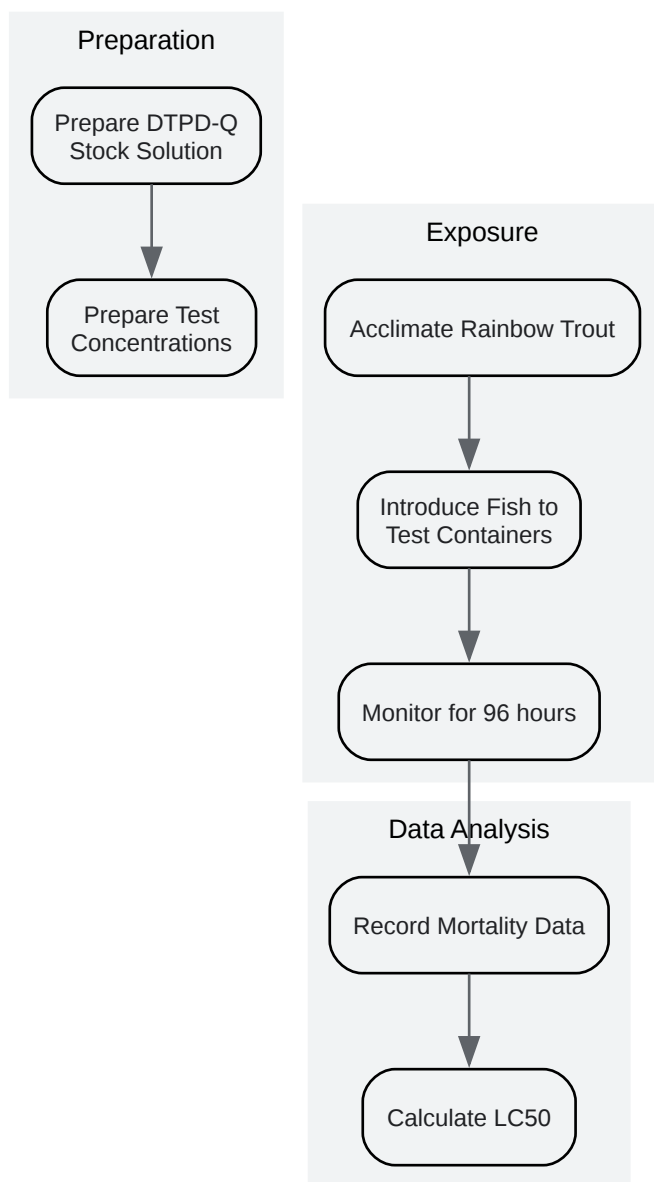 Preparation
Prepare DTPD-Q
Stock Solution
Prepare Test
Concentrations
Exposure
Acclimate Rainbow Trout
Introduce Fish to
Test Containers
Monitor for 96 hours
Data Analysis
Record Mortality Data
Calculate LC50